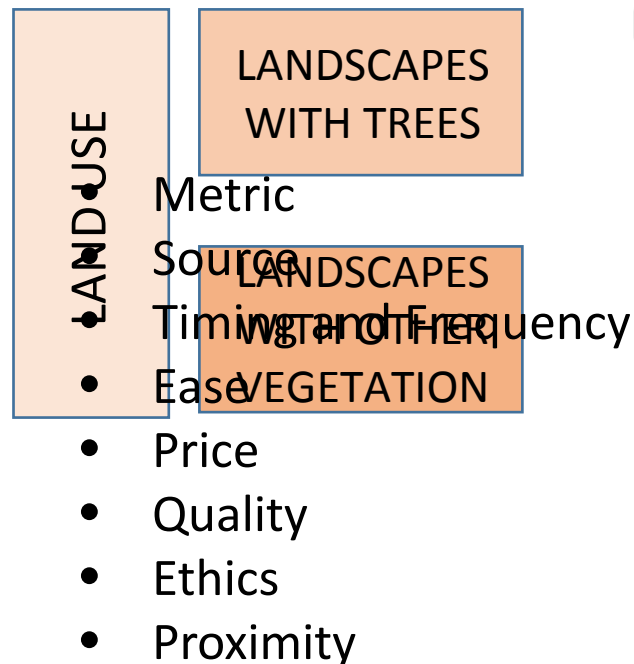 LAND USE
LANDSCAPES
WITH TREES
LANDSCAPES
WITH OTHER
VEGETATION
• Metric
• Source
• Timing and Frequency
• Ease
• Price
• Quality
• Ethics
• Proximity